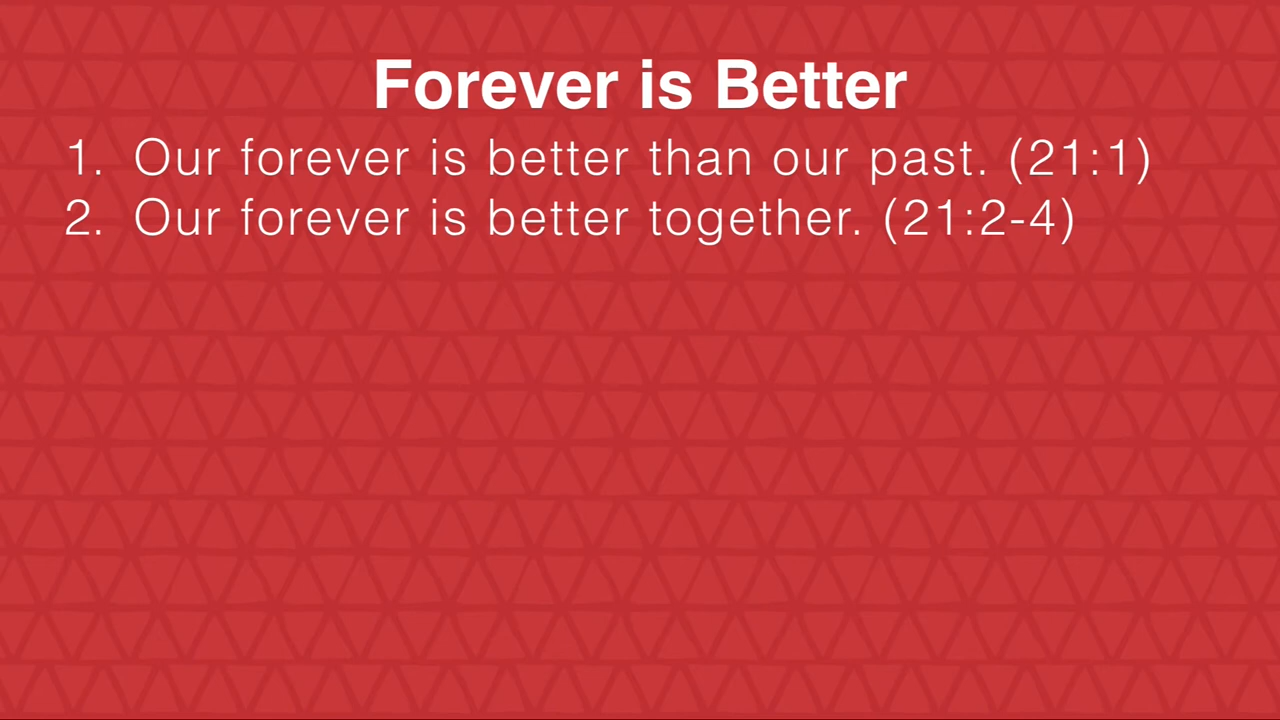 Forever is Better
1. Our forever is better than our past. (21:1)
2. Our forever is better together. (21:2-4)